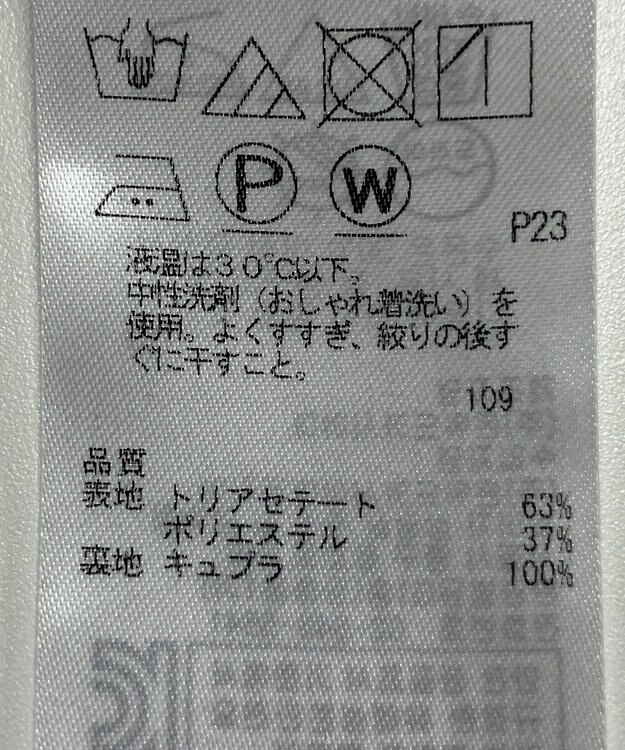 P W
P23
液温は30℃以下。
中性洗剤(おしゃれ着洗い)を
使用。よくすすぎ、絞りの後す
ぐに干すこと。
109
品質
表地 トリアセテート 63%
ポリエステル 37%
裏地 キュプラ 100%